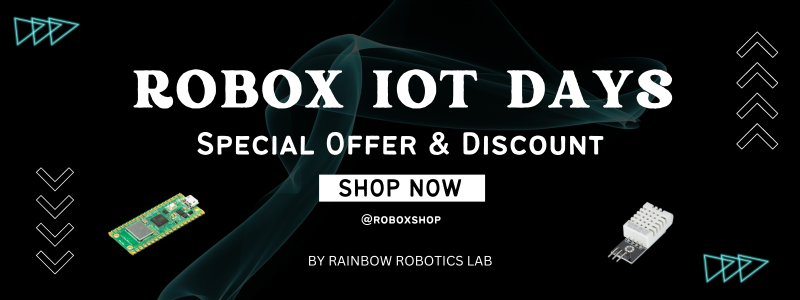 ROBOX IOT DAYS
SPECIAL OFFER & DISCOUNT
SHOP NOW
@ROBOXSHOP
BY RAINBOW ROBOTICS LAB